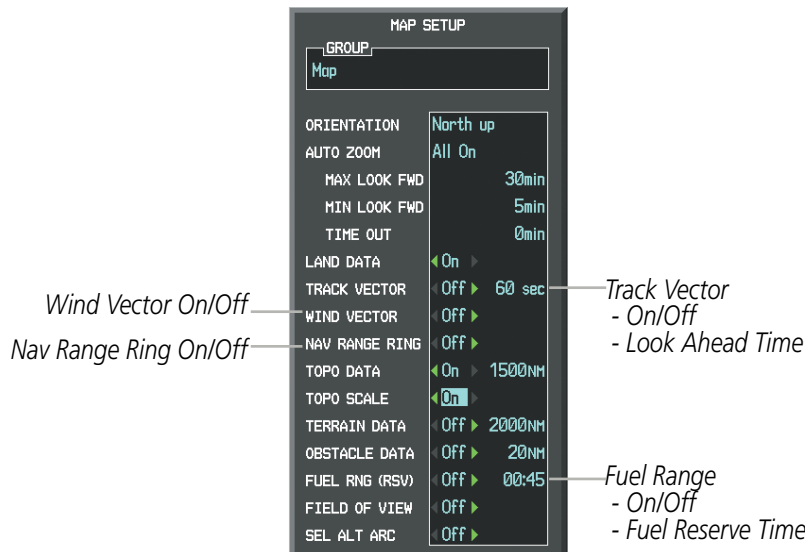 MAP SETUP
GROUP
Map
ORIENTATION North up
AUTO ZOOM All On
MAX LOOK FWD 30min
MIN LOOK FWD 5min
TIME OUT 0min
LAND DATA On
TRACK VECTOR Off 60 sec
WIND VECTOR Off
NAV RANGE RING Off
TOPO DATA On 1500NM
TOPO SCALE On
TERRAIN DATA Off 2000NM
OBSTACLE DATA Off 20NM
FUEL RNG (RSV) Off 00:45
FIELD OF VIEW Off
SEL ALT ARC Off
Wind Vector On/Off
Nav Range Ring On/Off
Track Vector
- On/Off
- Look Ahead Time
Fuel Range
- On/Off
- Fuel Reserve Time